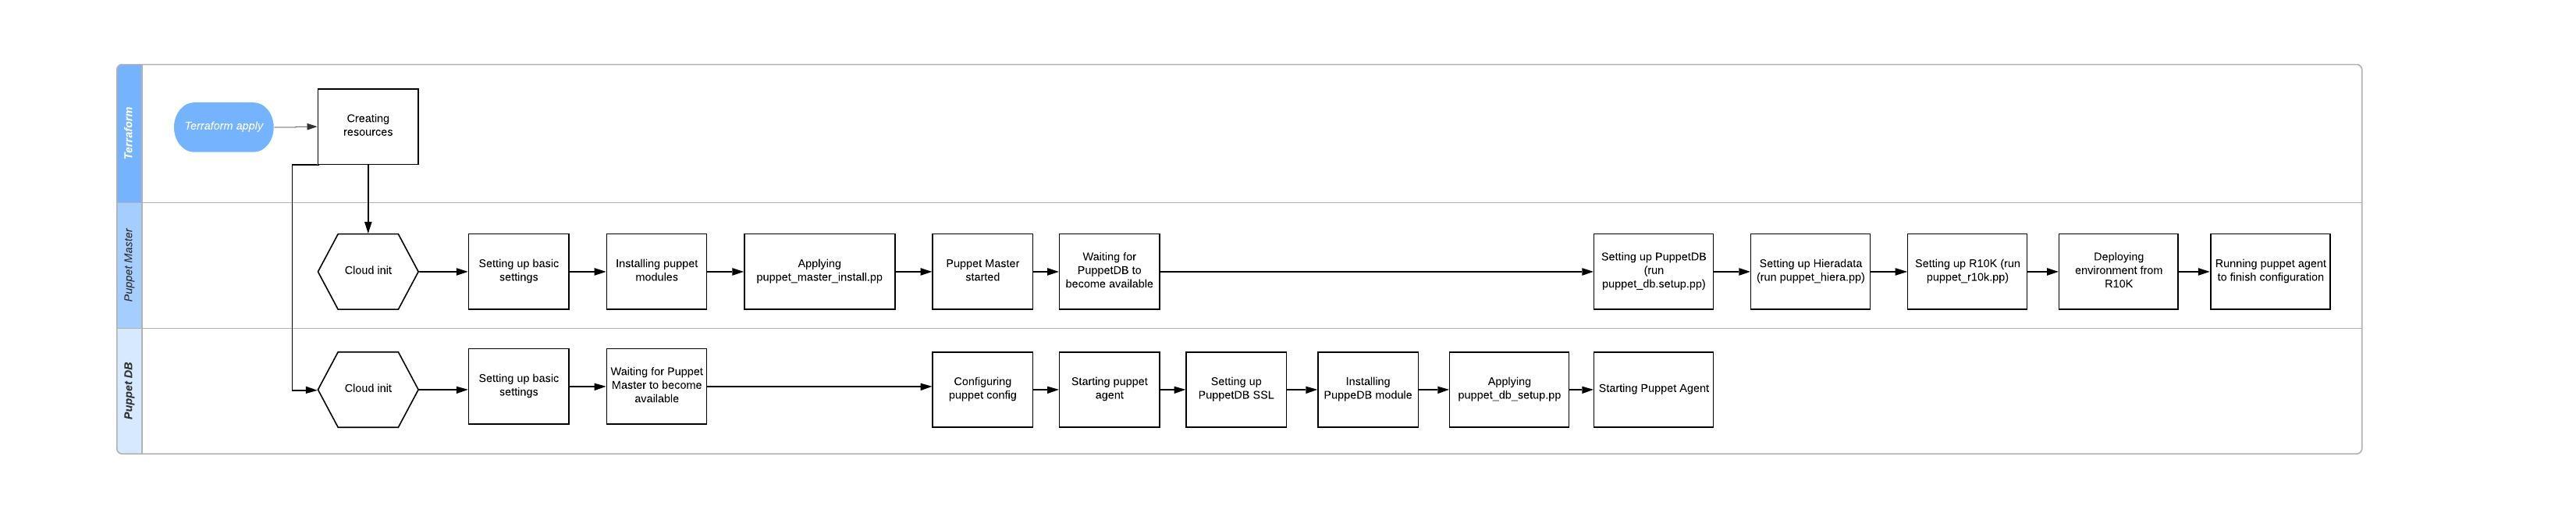 Terraform
Terraform apply
Creating
resources
Puppet Master
Cloud init
Setting up basic
settings
Installing puppet
modules
Applying
puppet_master_install.pp
Puppet Master
started
Waiting for
PuppetDB to
become available
Setting up PuppetDB
(run
puppet_db.setup.pp)
Setting up Hieradata
(run puppet_hiera.pp)
Setting up R10K (run
puppet_r10k.pp)
Deploying
environment from
R10K
Running puppet agent
to finish configuration
Puppet DB
Cloud init
Setting up basic
settings
Waiting for Puppet
Master to become
available
Configuring
puppet config
Starting puppet
agent
Setting up
PuppetDB SSL
Installing
PuppeDB module
Applying
puppet_db_setup.pp
Starting Puppet Agent